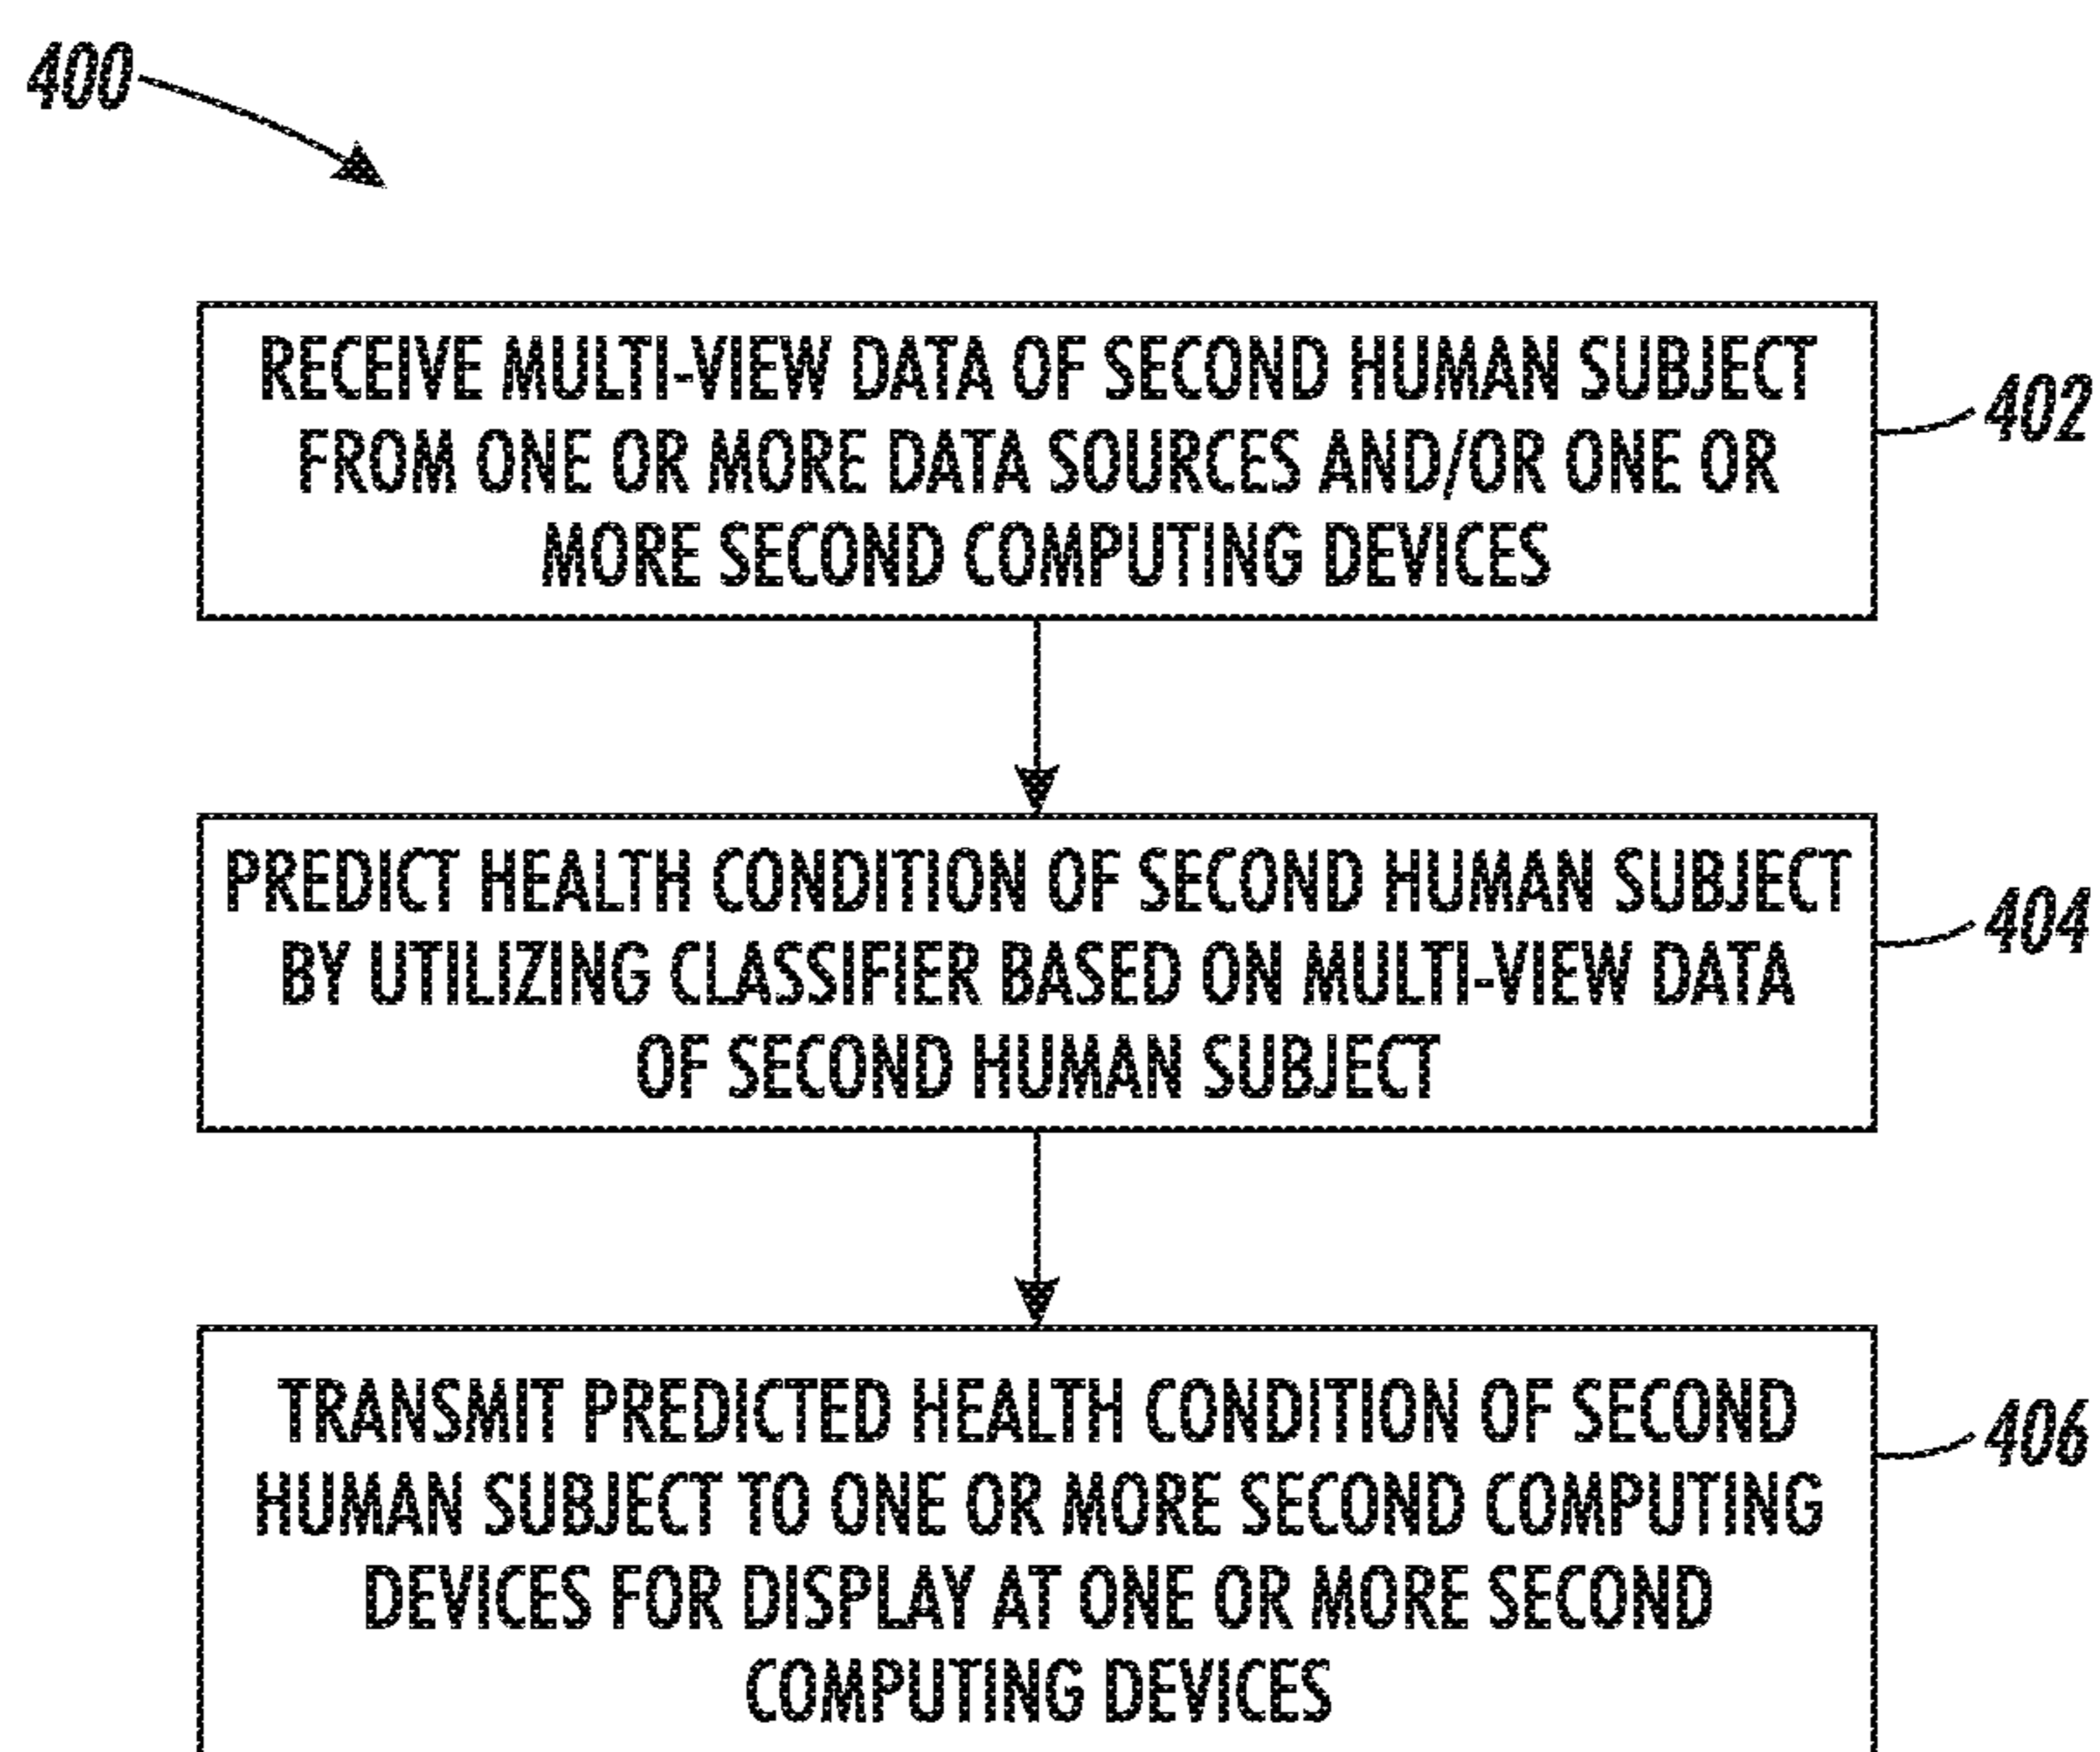 400
RECEIVE MULTI-VIEW DATA OF SECOND HUMAN SUBJECT
FROM ONE OR MORE DATA SOURCES AND/OR ONE OR
MORE SECOND COMPUTING DEVICES
402
PREDICT HEALTH CONDITION OF SECOND HUMAN SUBJECT
BY UTILIZING CLASSIFIER BASED ON MULTI-VIEW DATA
OF SECOND HUMAN SUBJECT
404
TRANSMIT PREDICTED HEALTH CONDITION OF SECOND
HUMAN SUBJECT TO ONE OR MORE SECOND COMPUTING
DEVICES FOR DISPLAY AT ONE OR MORE SECOND
COMPUTING DEVICES
406